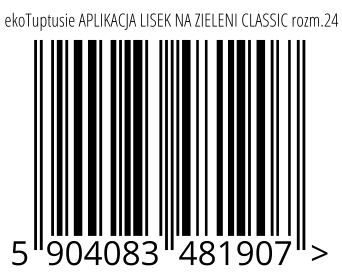 ekoTuptusie APLIKACJA LISEK NA ZIELENI CLASSIC rozm.24
5 904083 481907 >